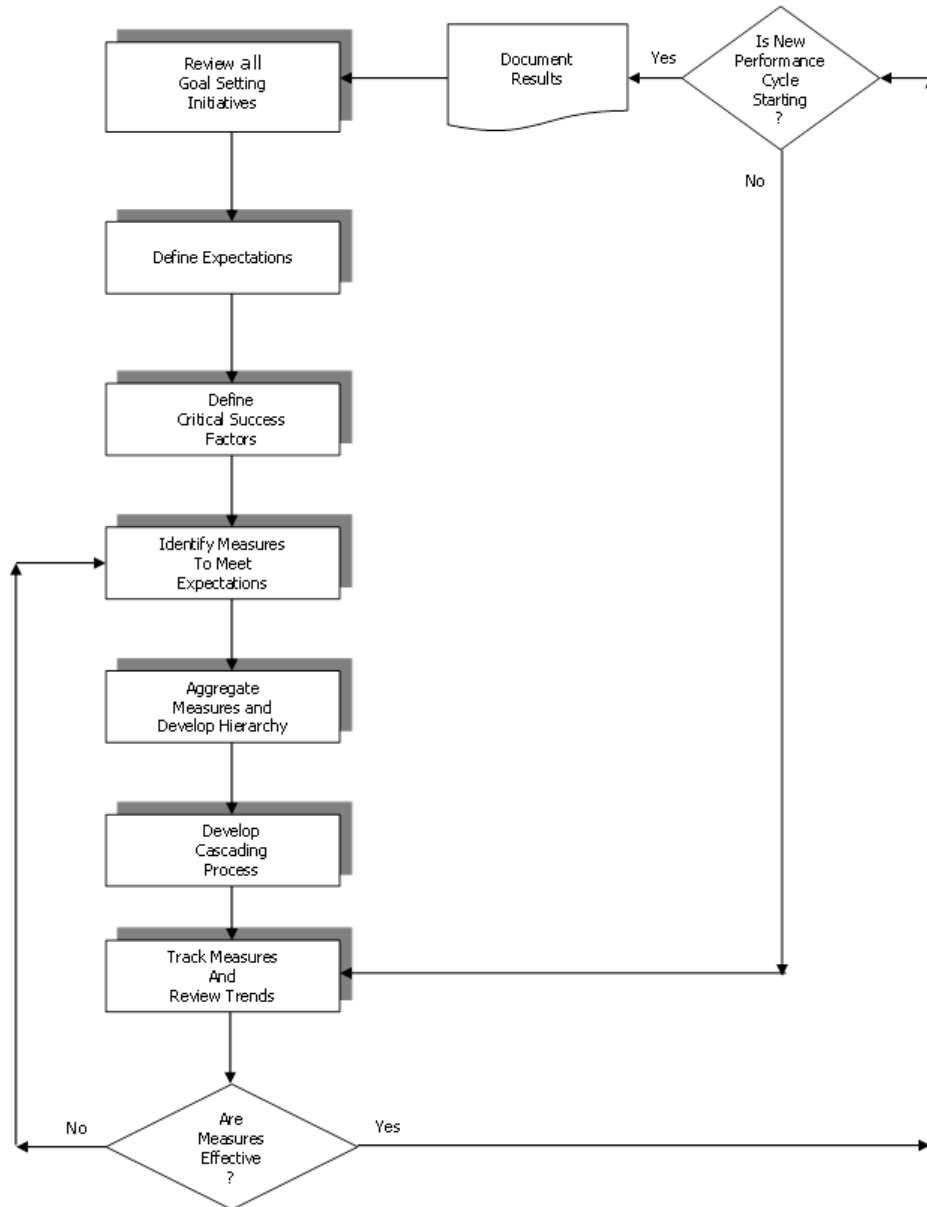 Review all
Goal Setting
Initiatives
Document
Results
Yes
Is New
Performance
Cycle
Starting
?
No
Define Expectations
Define
Critical Success
Factors
Identify Measures
To Meet
Expectations
Aggregate
Measures and
Develop Hierarchy
Develop
Cascading
Process
Track Measures
And
Review Trends
No
Are
Measures
Effective
?
Yes